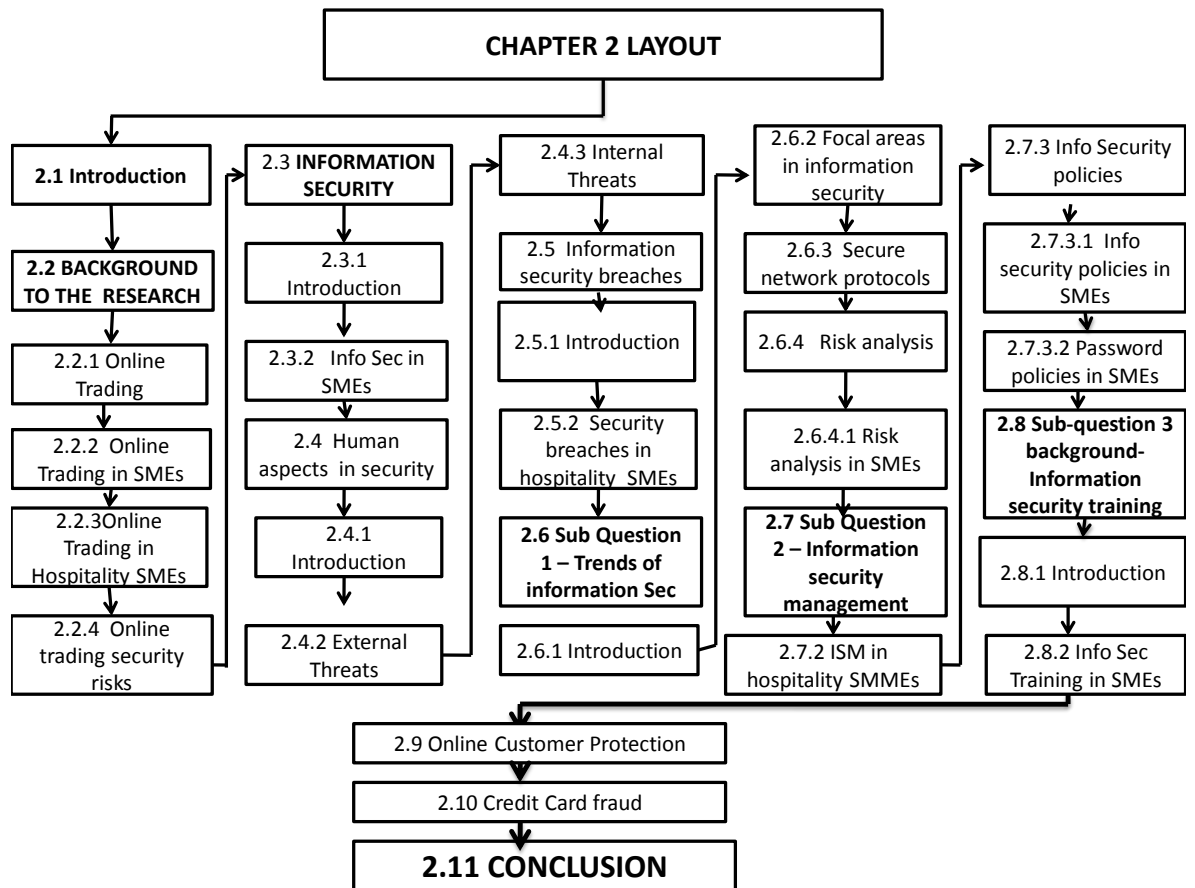 CHAPTER 2 LAYOUT
2.1 Introduction
2.2 BACKGROUND
TO THE RESEARCH
2.2.1 Online
Trading
2.2.2 Online
Trading in SMEs
2.2.3Online
Trading in
Hospitality SMEs
2.2.4 Online
trading security
risks
2.3 INFORMATION
SECURITY
2.3.1
Introduction
2.3.2 Info Sec in
SMEs
2.4 Human
aspects in security
2.4.1
Introduction
2.4.2 External
Threats
2.4.3 Internal
Threats
2.5 Information
security breaches
2.5.1 Introduction
2.5.2 Security
breaches in
hospitality SMEs
2.6 Sub Question
1 – Trends of
information Sec
2.6.1 Introduction
2.6.2 Focal areas
in information
security
2.6.3 Secure
network protocols
2.6.4 Risk analysis
2.6.4.1 Risk
analysis in SMEs
2.7 Sub Question
2 – Information
security
management
2.7.2 ISM in
hospitality SMMEs
2.7.3 Info Security
policies
2.7.3.1 Info
security policies in
SMEs
2.7.3.2 Password
policies in SMEs
2.8 Sub-question 3
background-
Information
security training
2.8.1 Introduction
2.8.2 Info Sec
Training in SMEs
2.9 Online Customer Protection
2.10 Credit Card fraud
2.11 CONCLUSION